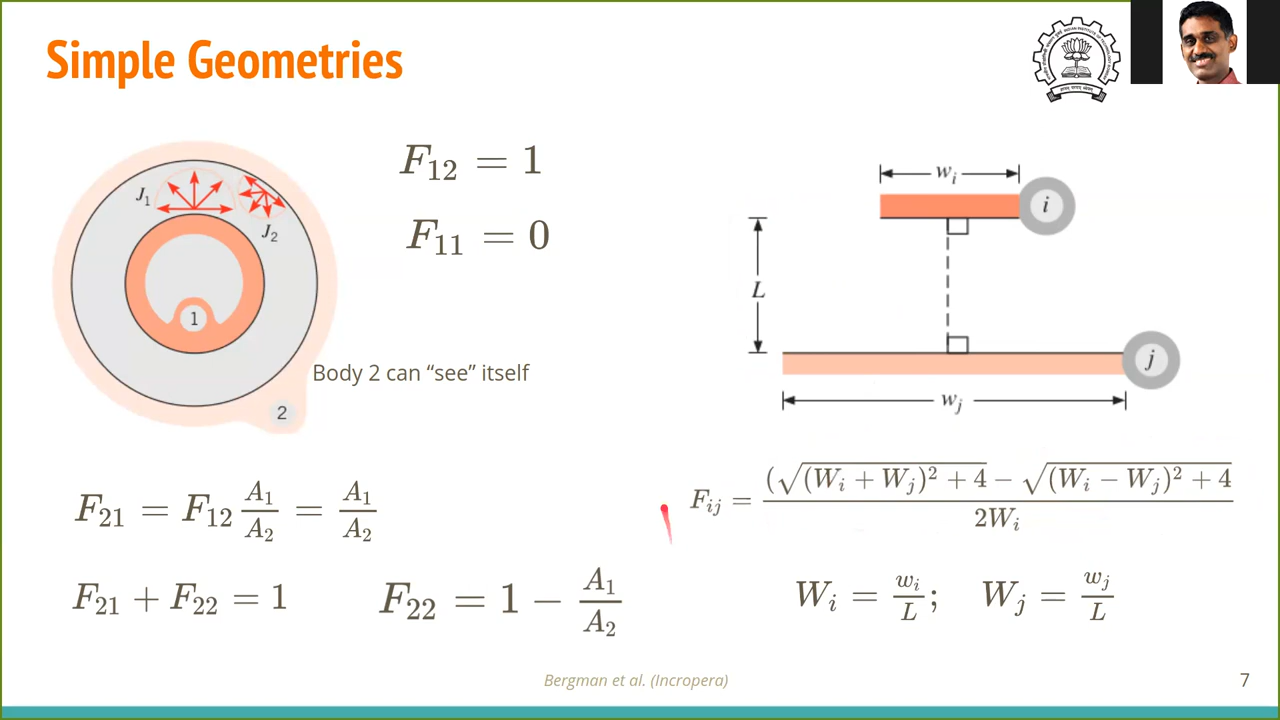 Simple Geometries
J₁
J₂
1
2
F₁₂ = 1
F₁₁ = 0
Body 2 can “see” itself
wᵢ
i
L
j
wⱼ
F₂₁ = F₁₂ A₁/A₂ = A₁/A₂
F₂₁ + F₂₂ = 1
F₂₂ = 1 − A₁/A₂
Fᵢⱼ = (√((Wᵢ + Wⱼ)² + 4) − √((Wᵢ − Wⱼ)² + 4) / 2Wᵢ
Wᵢ = wᵢ/L; Wⱼ = wⱼ/L
Bergman et al. (Incropera)
7